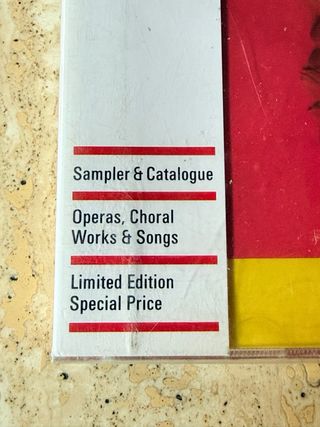 Sampler & Catalogue
Operas, Choral
Works & Songs
Limited Edition
Special Price